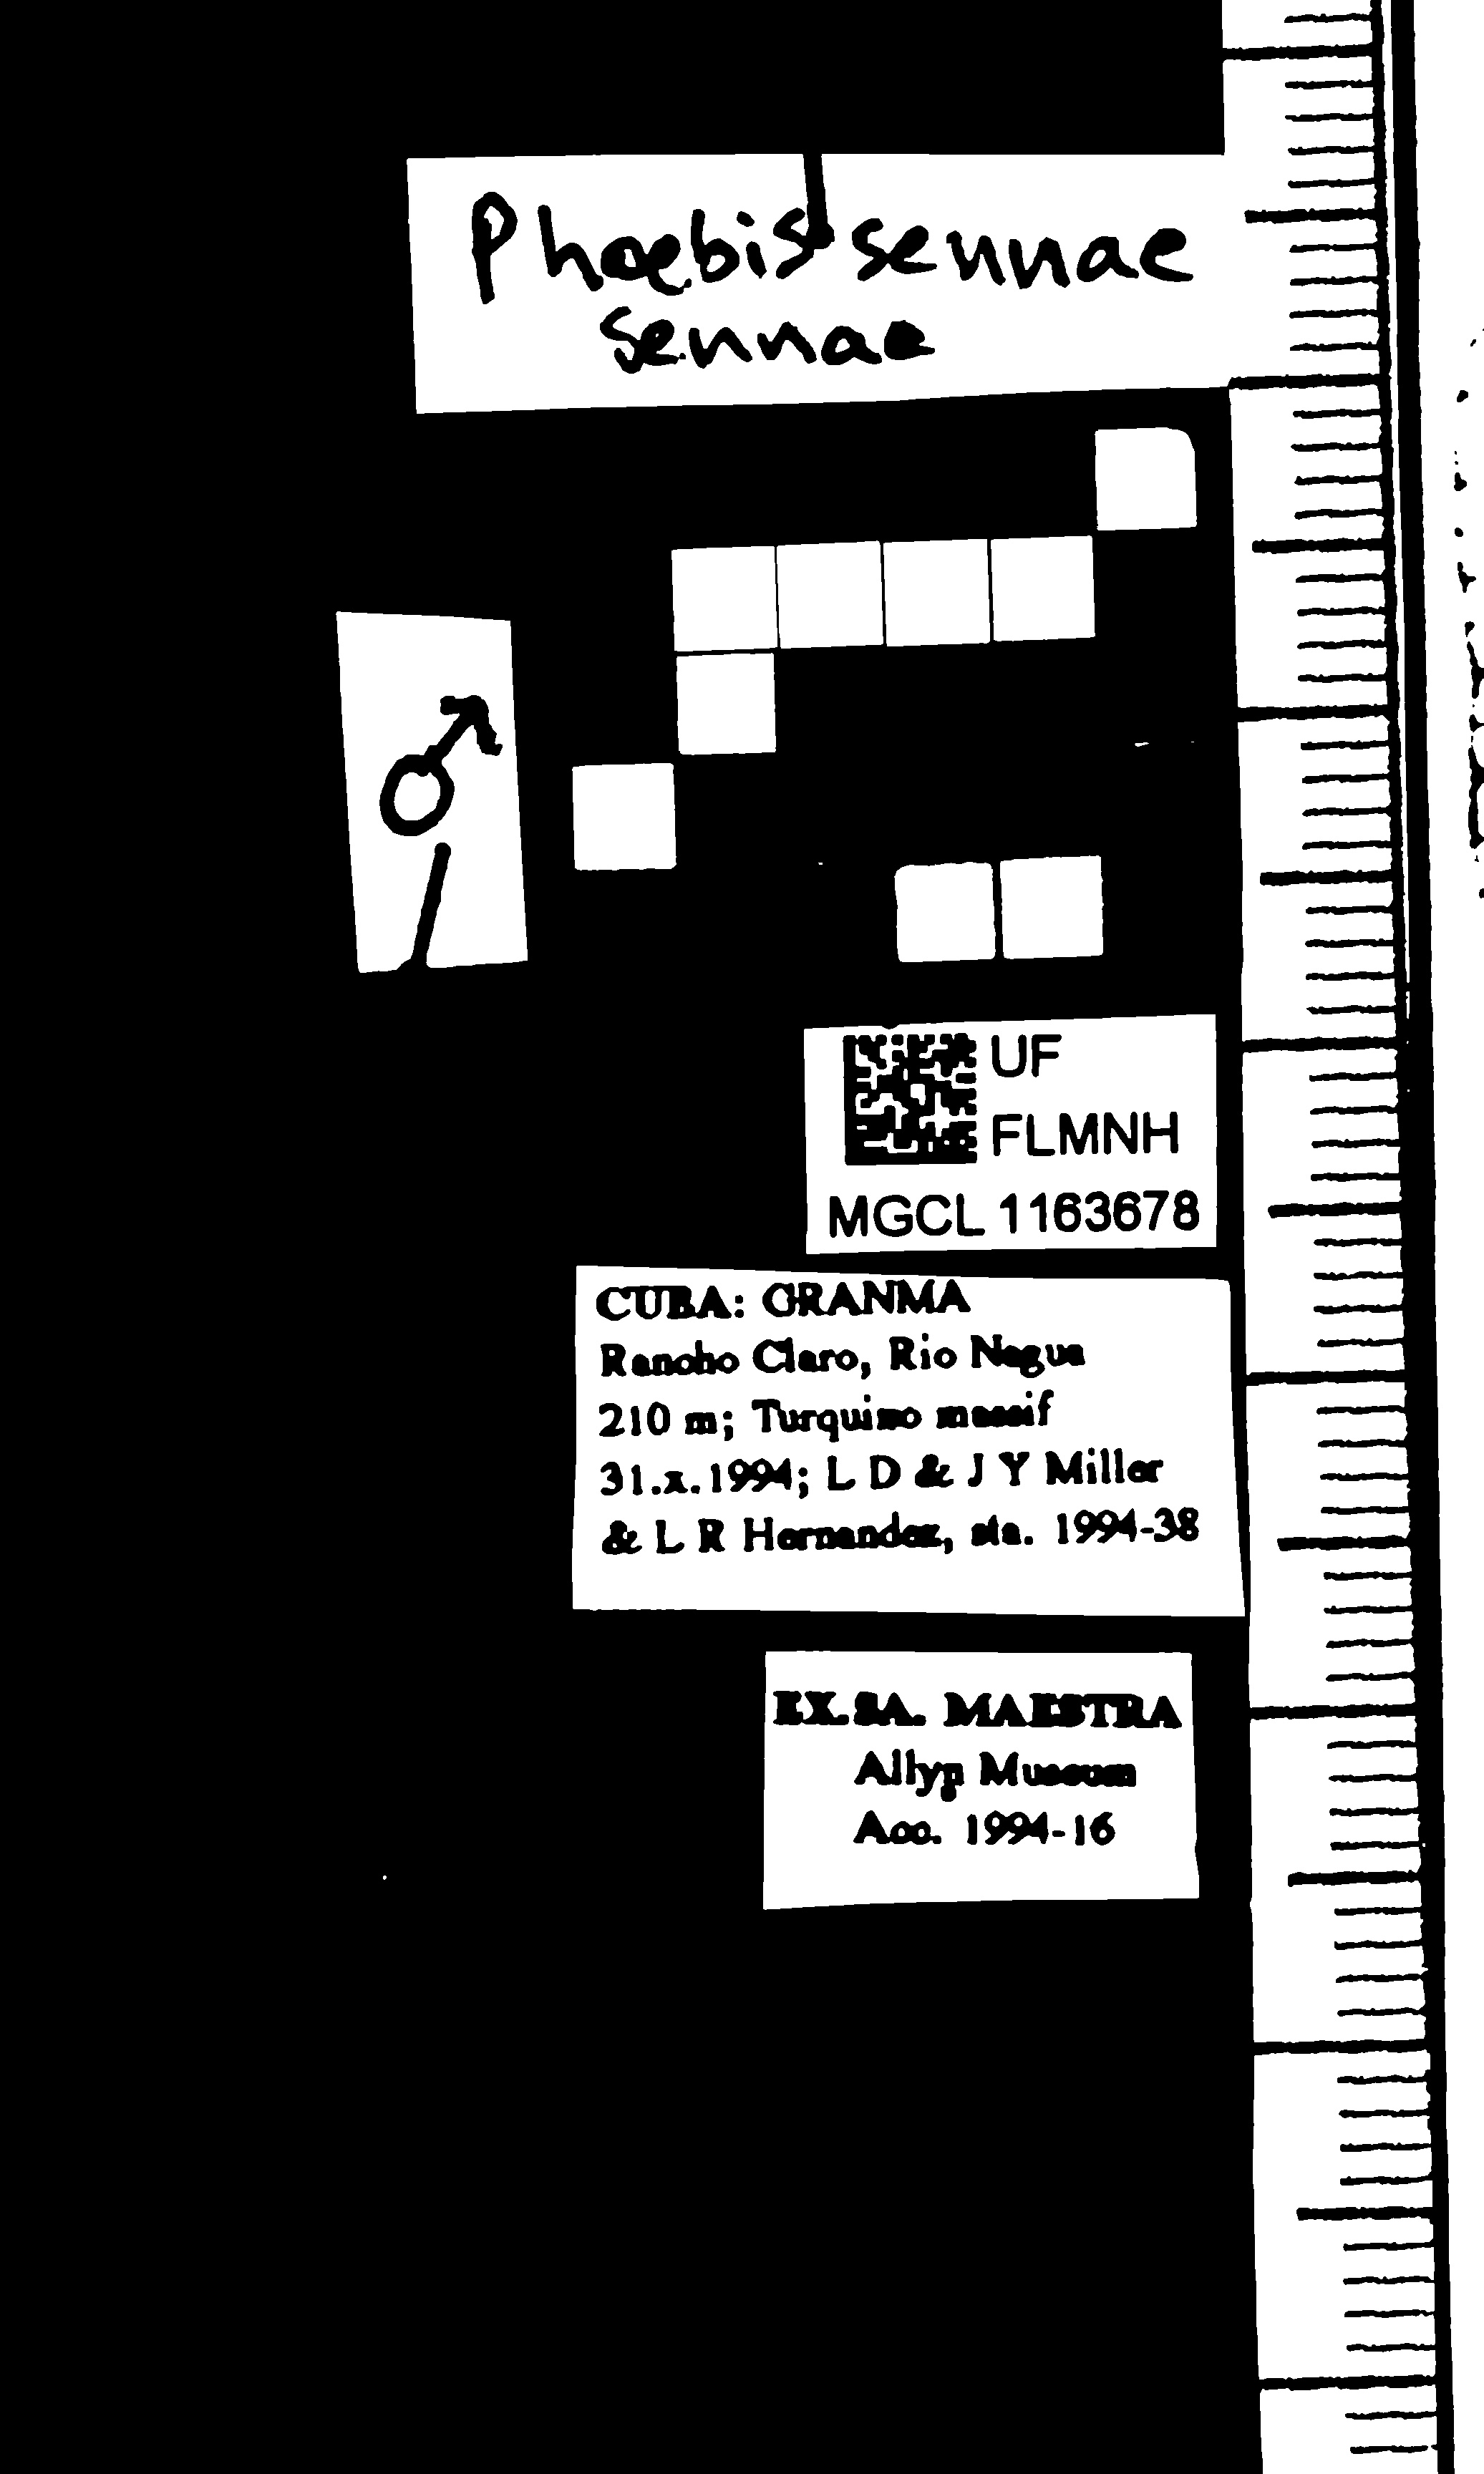 Phoebis sennae
sennae
♂
UF
FLMNH
MGCL 1163678
CUBA: GRANMA
Rancho Claro, Rio Nagua
210 m; Turquino massif
31.x.1994; L D & J Y Miller
& L R Hernandez, sta. 1994-38
EX.SA. MAESTRA
Allyn Museum
Acc. 1994-16